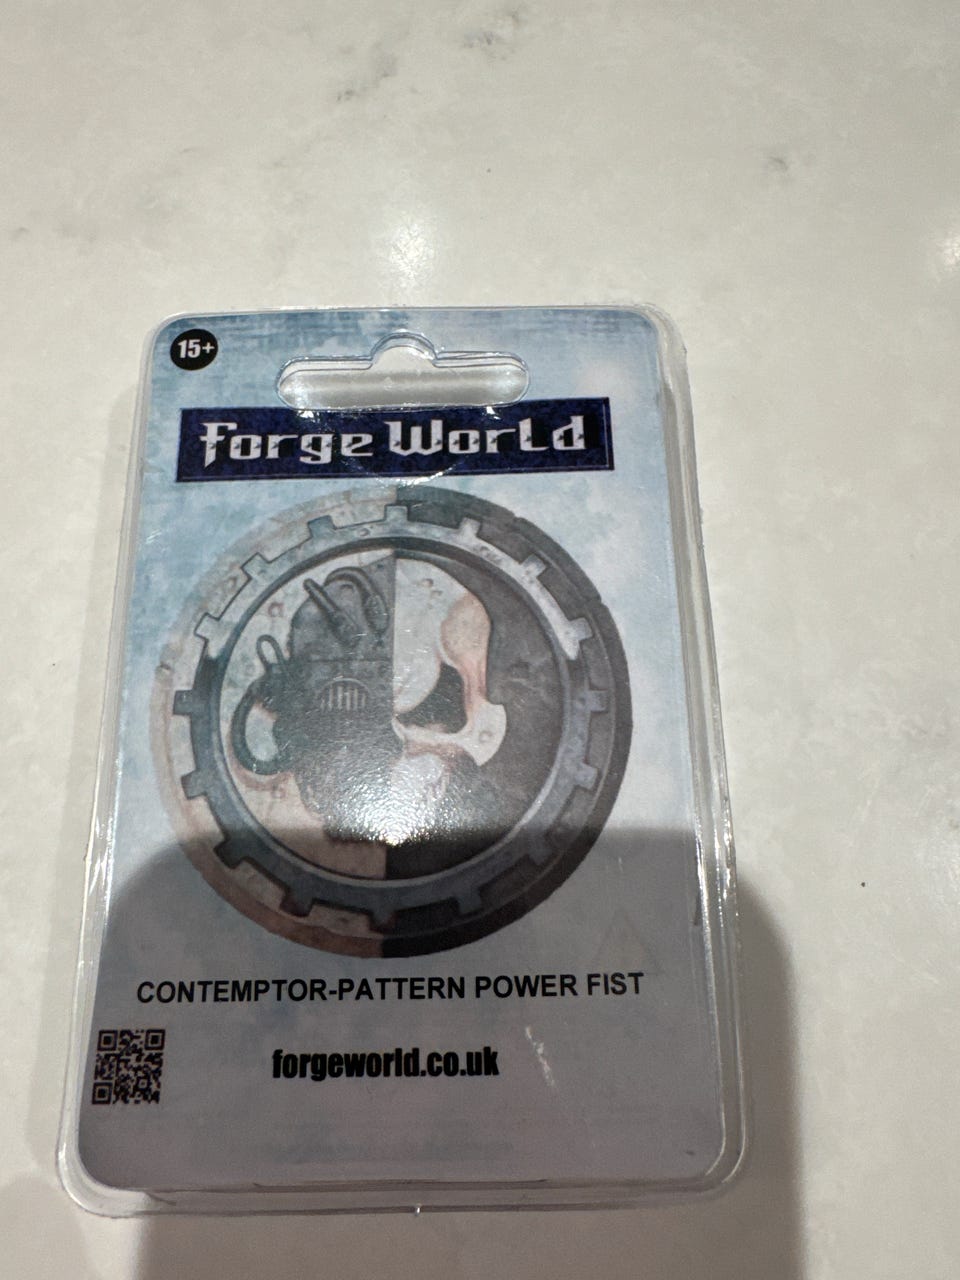 15+
Forge World
CONTEMPTOR-PATTERN POWER FIST
forgeworld.co.uk